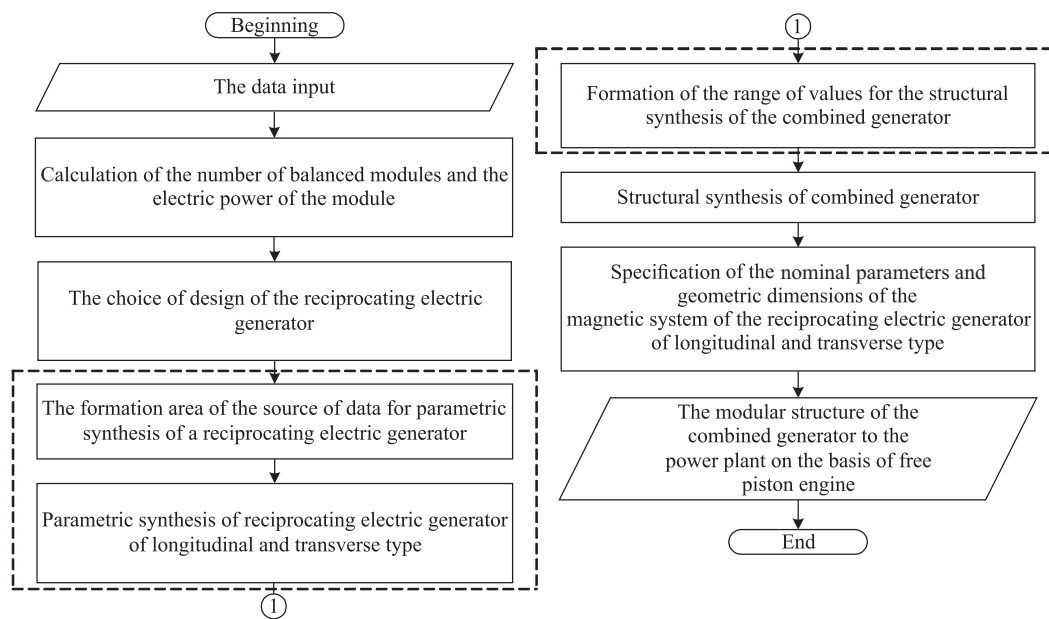 Beginning
The data input
Calculation of the number of balanced modules and the
electric power of the module
The choice of design of the reciprocating electric
generator
The formation area of the source of data for parametric
synthesis of a reciprocating electric generator
Parametric synthesis of reciprocating electric generator
of longitudinal and transverse type
1
1
Formation of the range of values for the structural
synthesis of the combined generator
Structural synthesis of combined generator
Specification of the nominal parameters and
geometric dimensions of the
magnetic system of the reciprocating electric generator
of longitudinal and transverse type
The modular structure of the
combined generator to the
power plant on the basis of free
piston engine
End